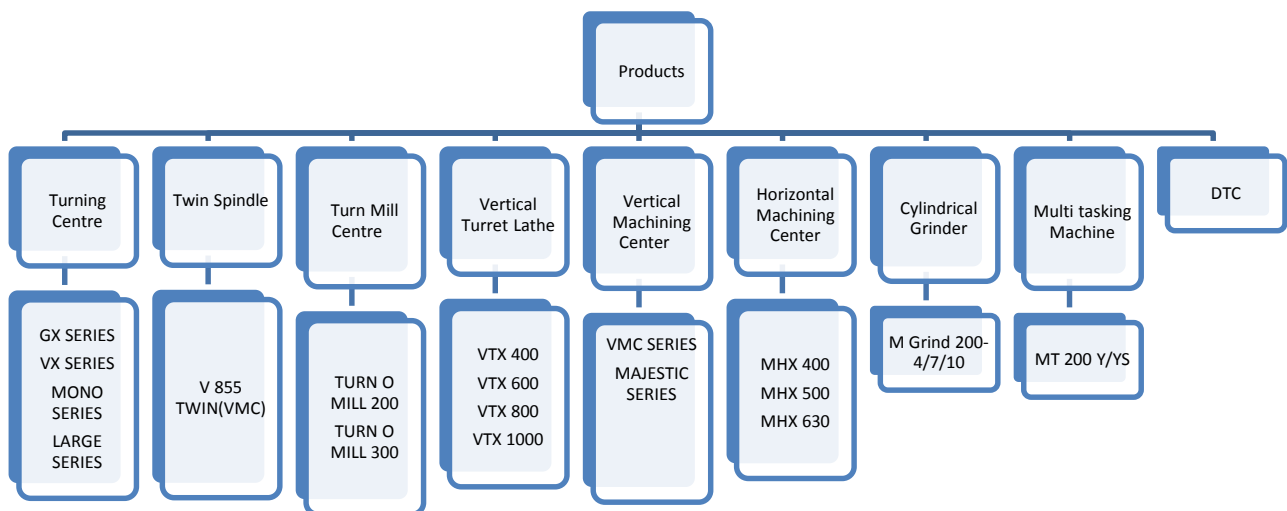 Products
Turning
Centre
Twin Spindle
Turn Mill
Centre
Vertical
Turret Lathe
Vertical
Machining
Center
Horizontal
Machining
Center
Cylindrical
Grinder
Multi tasking
Machine
DTC
GX SERIES
VX SERIES
MONO
SERIES
LARGE
SERIES
V 855
TWIN(VMC)
TURN O
MILL 200
TURN O
MILL 300
VTX 400
VTX 600
VTX 800
VTX 1000
VMC SERIES
MAJESTIC
SERIES
MHX 400
MHX 500
MHX 630
M Grind 200-
4/7/10
MT 200 Y/YS